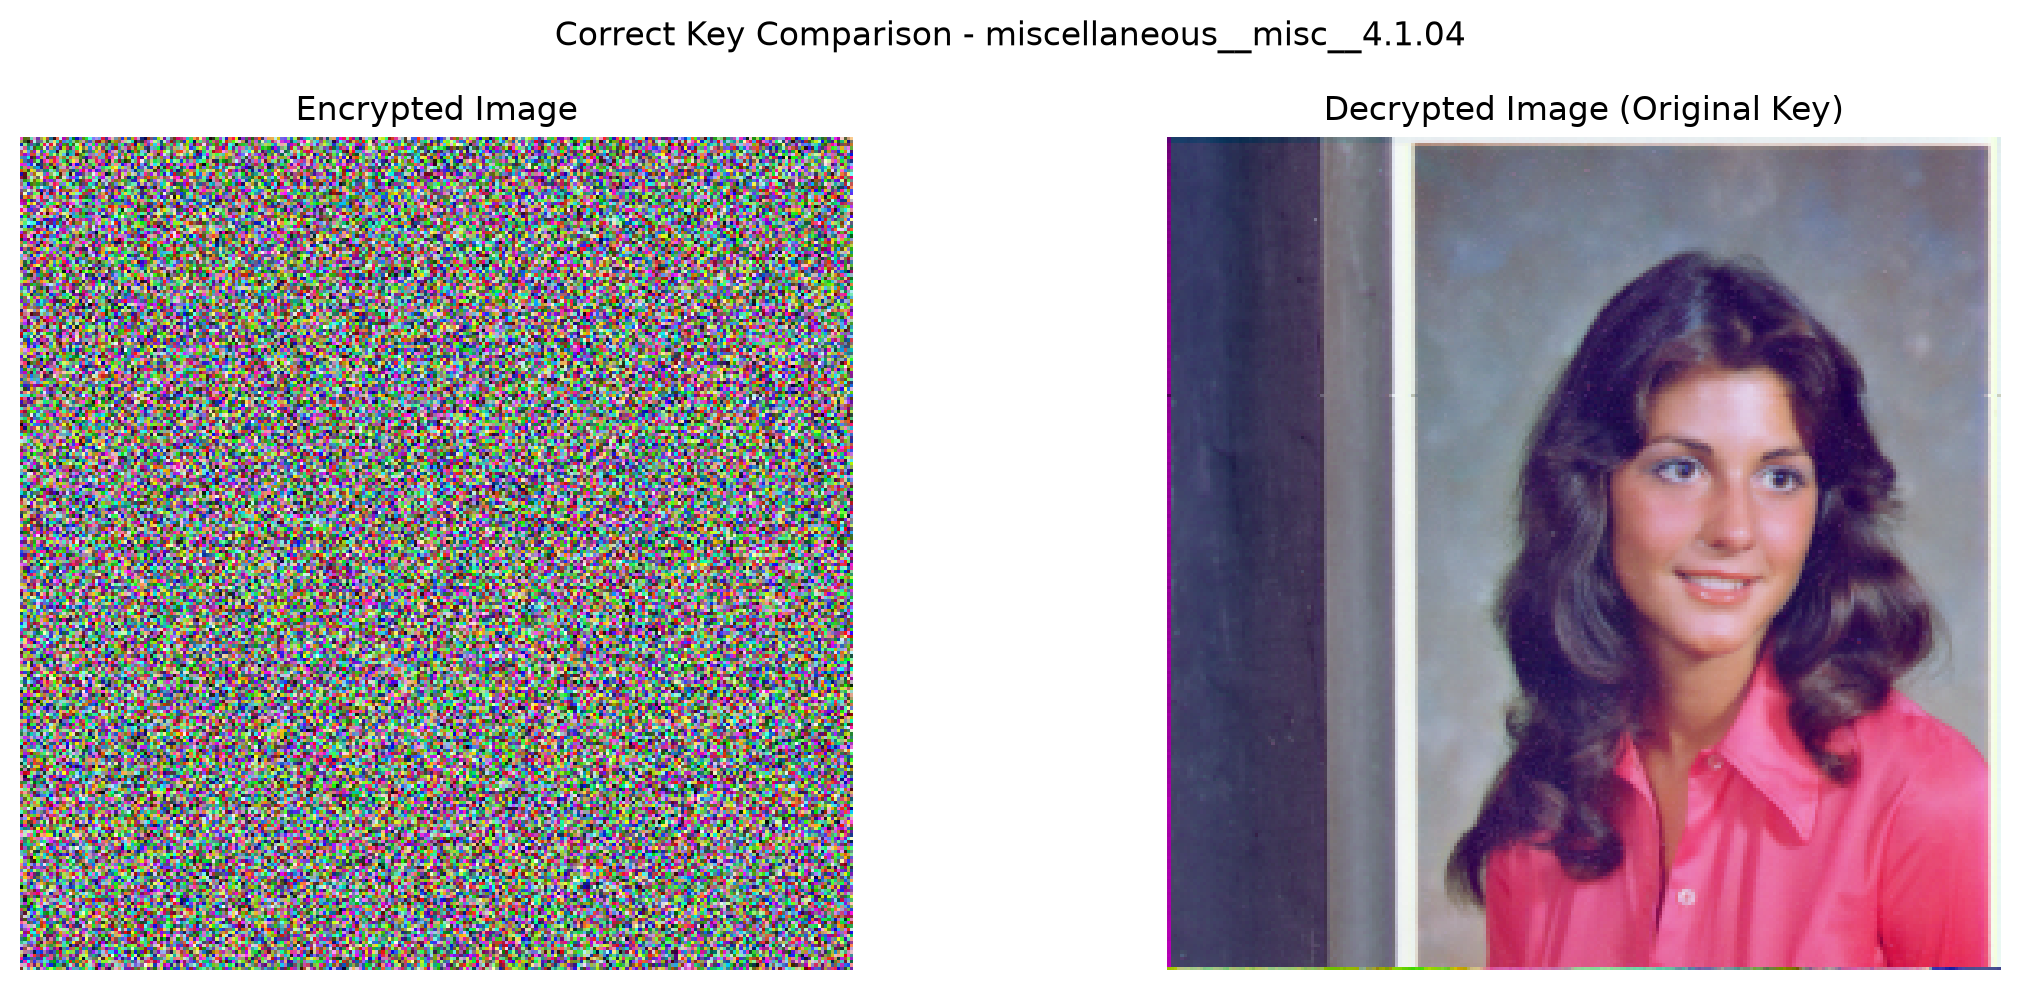 Correct Key Comparison - miscellaneous__misc__4.1.04
Encrypted Image
Decrypted Image (Original Key)